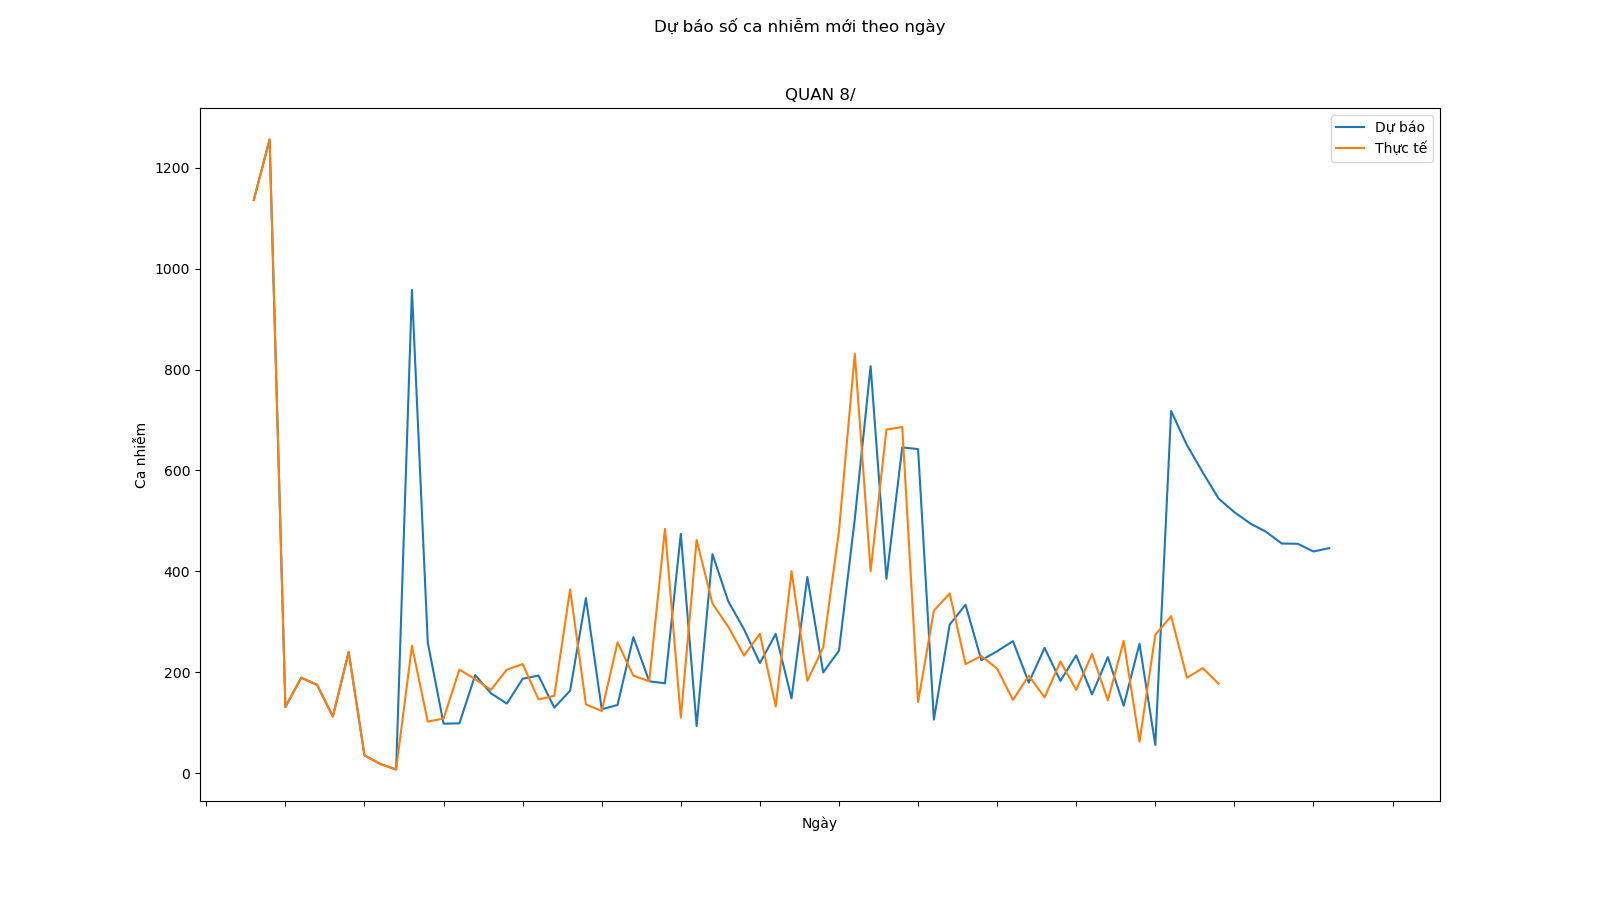 Dự báo số ca nhiễm mới theo ngày
QUAN 8/
Dự báo
Thực tế
1200
1000
800
600
400
200
0
Ca nhiễm
Ngày